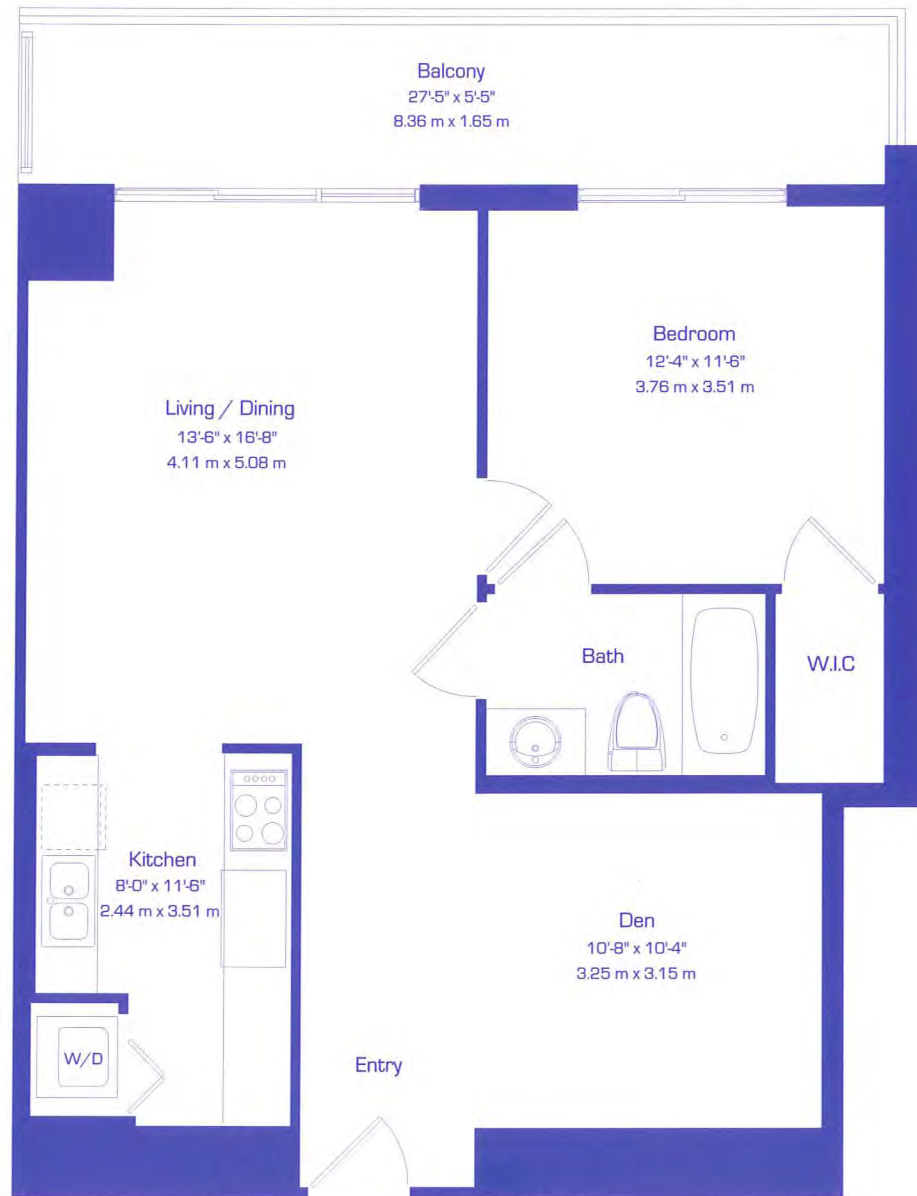 Balcony
27'-5" x 5'-5"
8.36 m x 1.65 m
Bedroom
12'-4" x 11'-6"
3.76 m x 3.51 m
Living / Dining
13'-6" x 16'-8"
4.11 m x 5.08 m
Bath
W.I.C
Kitchen
8'-0" x 11'-6"
2.44 m x 3.51 m
Den
10'-8" x 10'-4"
3.25 m x 3.15 m
W/D
Entry